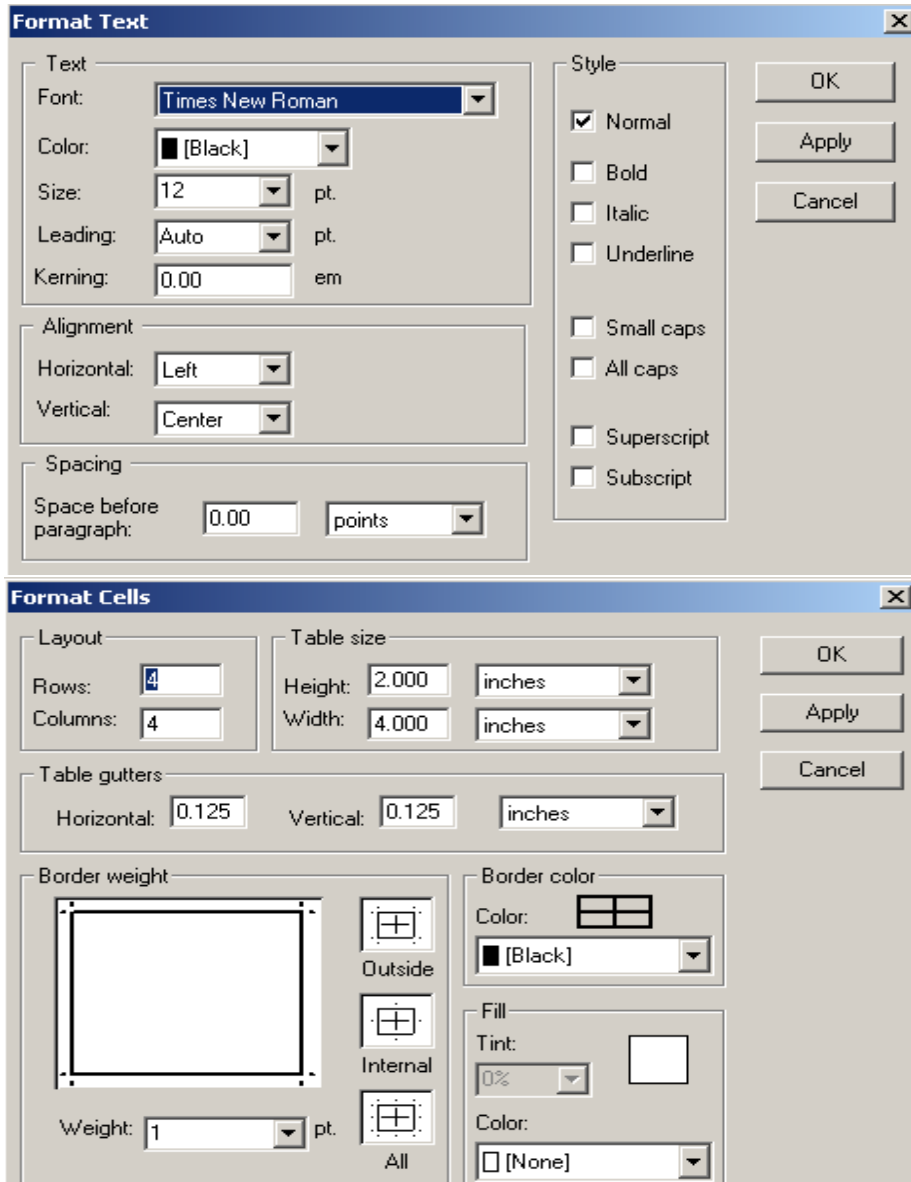 Format Text
Text
Font: Times New Roman
Color: [Black]
Size: 12 pt.
Leading: Auto pt.
Kerning: 0.00 em
Alignment
Horizontal: Left
Vertical: Center
Spacing
Space before
paragraph: 0.00 points
Style
Normal
Bold
Italic
Underline
Small caps
All caps
Superscript
Subscript
OK
Apply
Cancel
Format Cells
Layout
Rows: 4
Columns: 4
Table size
Height: 2.000 inches
Width: 4.000 inches
OK
Apply
Cancel
Table gutters
Horizontal: 0.125 Vertical: 0.125 inches
Border weight
Outside
Internal
All
Weight: 1 pt.
Border color
Color:
[Black]
Fill
Tint:
0%
Color:
[None]